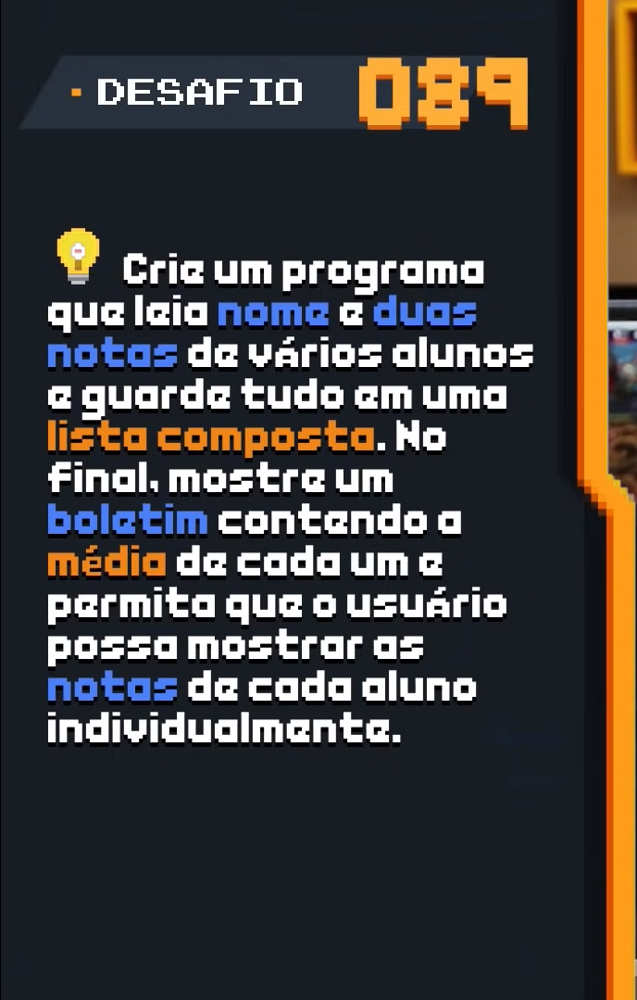 DESAFIO 089
Crie um programa
que leia nome e duas
notas de vários alunos
e guarde tudo em uma
lista composta. No
final, mostre um
boletim contendo a
média de cada um e
permita que o usuário
possa mostrar as
notas de cada aluno
individualmente.